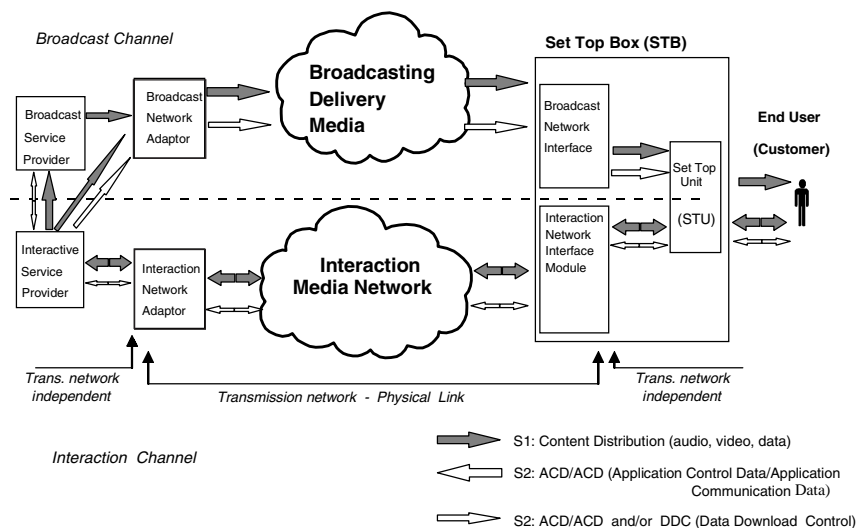 Broadcast Channel
Set Top Box (STB)
Broadcasting
Delivery
Media
Broadcast
Service
Provider
Broadcast
Network
Adaptor
Broadcast
Network
Interface
End User
(Customer)
Set Top
Unit
(STU)
Interactive
Service
Provider
Interaction
Network
Adaptor
Interaction
Media Network
Interaction
Network
Interface
Module
Trans. network
independent
Transmission network - Physical Link
Trans. network
independent
Interaction Channel
S1: Content Distribution (audio, video, data)
S2: ACD/ACD (Application Control Data/Application
Communication Data)
S2: ACD/ACD and/or DDC (Data Download Control)